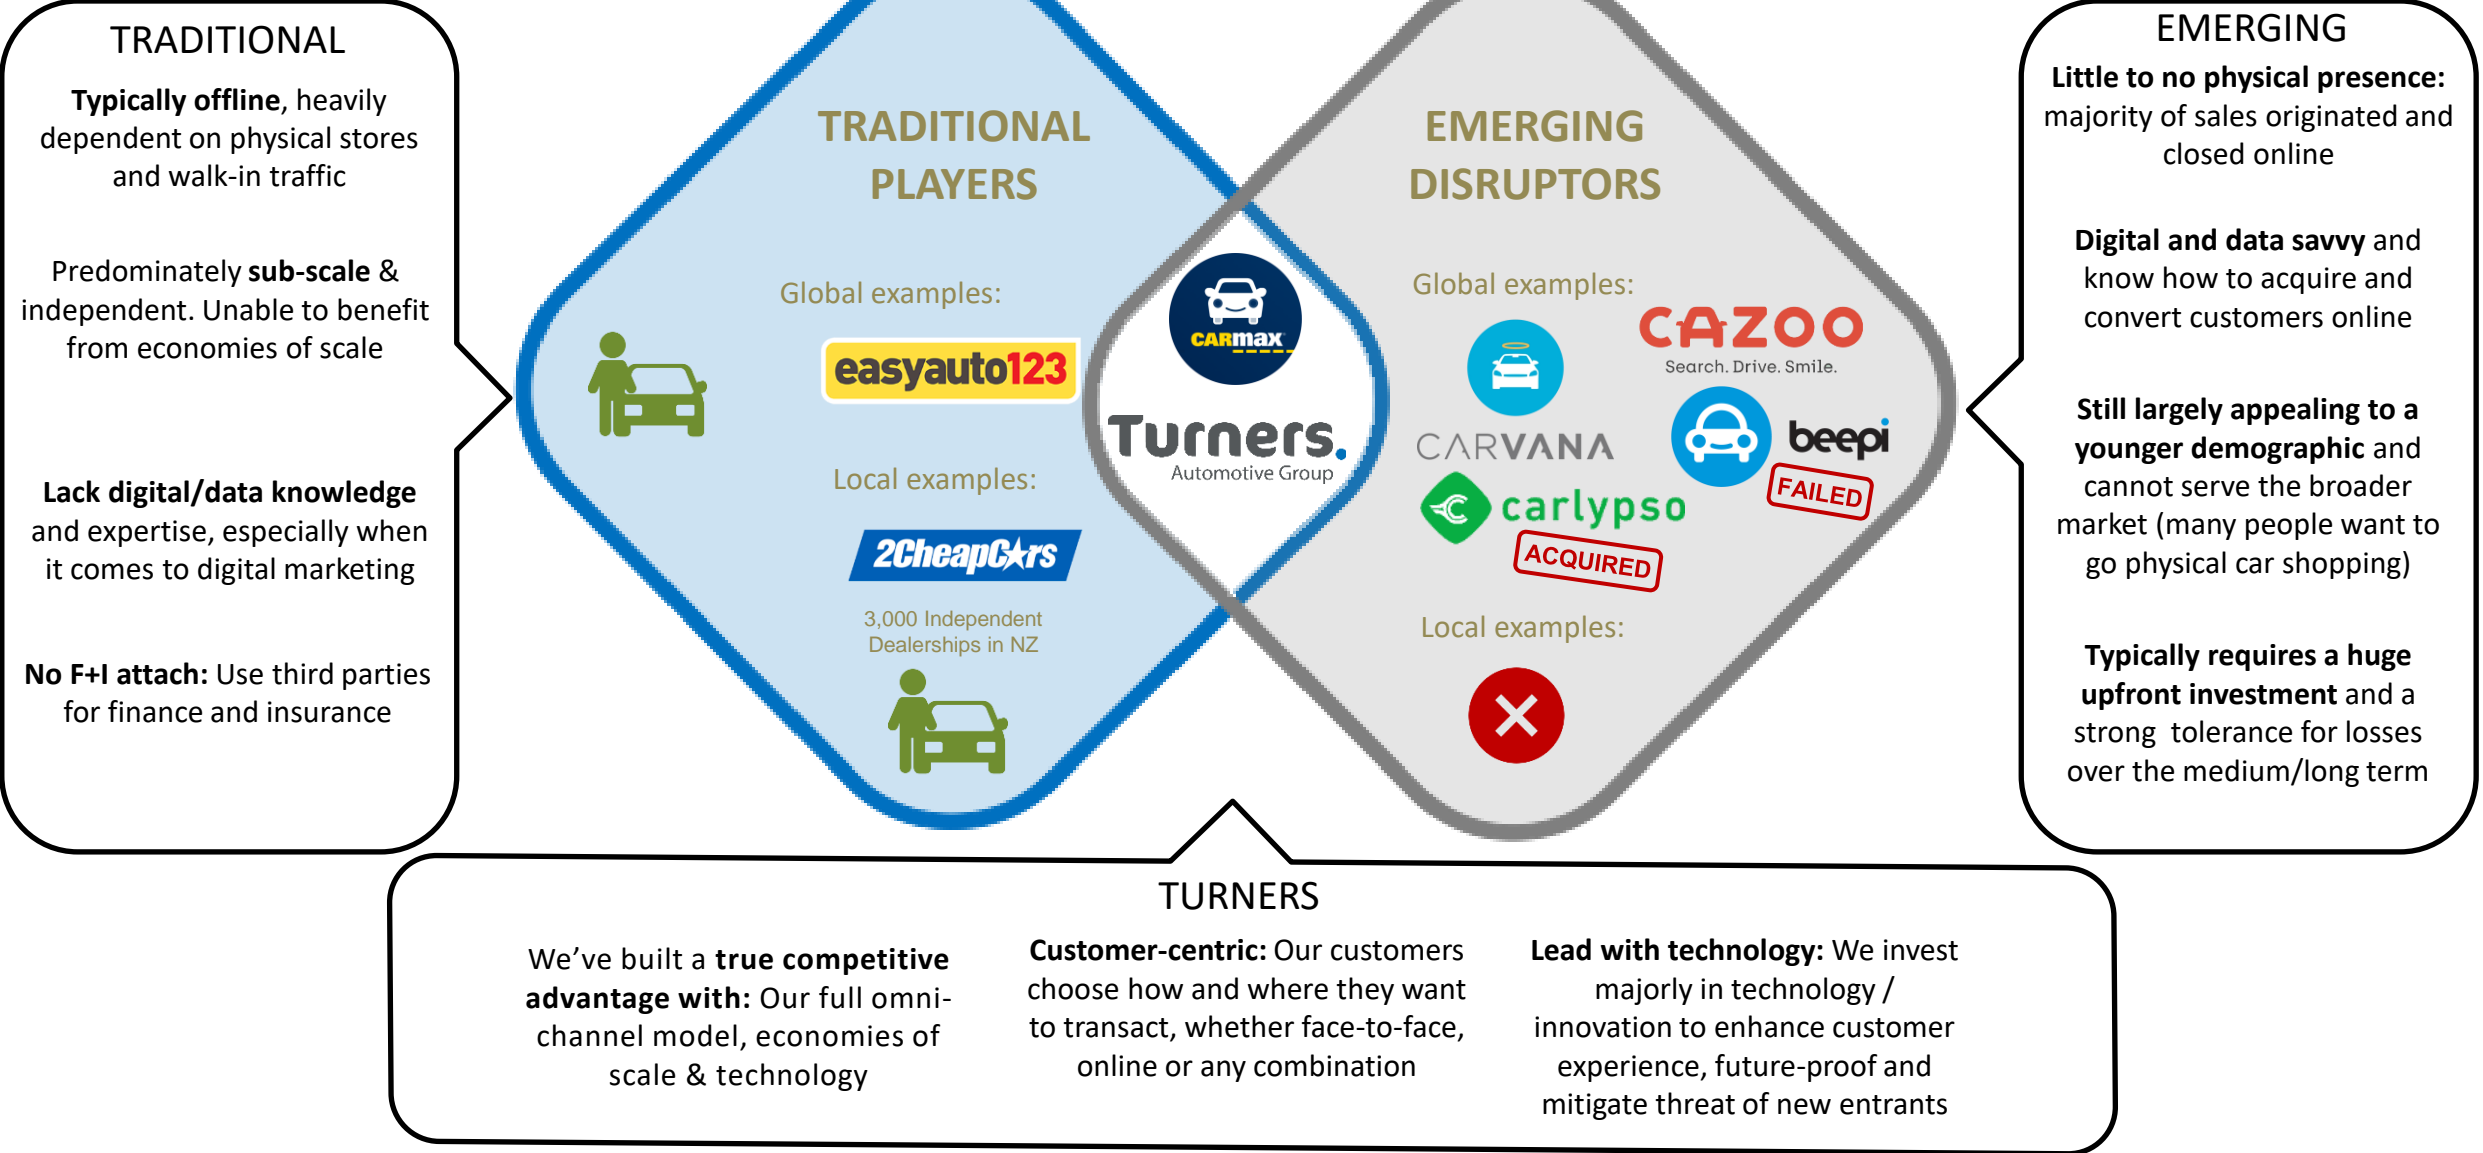 TRADITIONAL
Typically offline, heavily
dependent on physical stores
and walk-in traffic
Predominately sub-scale &
independent. Unable to benefit
from economies of scale
Lack digital/data knowledge
and expertise, especially when
it comes to digital marketing
No F+I attach: Use third parties
for finance and insurance
TRADITIONAL
PLAYERS
Global examples:
easyauto123
Local examples:
2CheapCars
3,000 Independent
Dealerships in NZ
CARMAX
Turners.
Automotive Group
EMERGING
DISRUPTORS
Global examples:
CAZOO
Search. Drive. Smile.
CARVANA
beepi
FAILED
carlypso
ACQUIRED
Local examples:
EMERGING
Little to no physical presence:
majority of sales originated and
closed online
Digital and data savvy and
know how to acquire and
convert customers online
Still largely appealing to a
younger demographic and
cannot serve the broader
market (many people want to
go physical car shopping)
Typically requires a huge
upfront investment and a
strong tolerance for losses
over the medium/long term
TURNERS
We’ve built a true competitive
advantage with: Our full omni-
channel model, economies of
scale & technology
Customer-centric: Our customers
choose how and where they want
to transact, whether face-to-face,
online or any combination
Lead with technology: We invest
majorly in technology /
innovation to enhance customer
experience, future-proof and
mitigate threat of new entrants